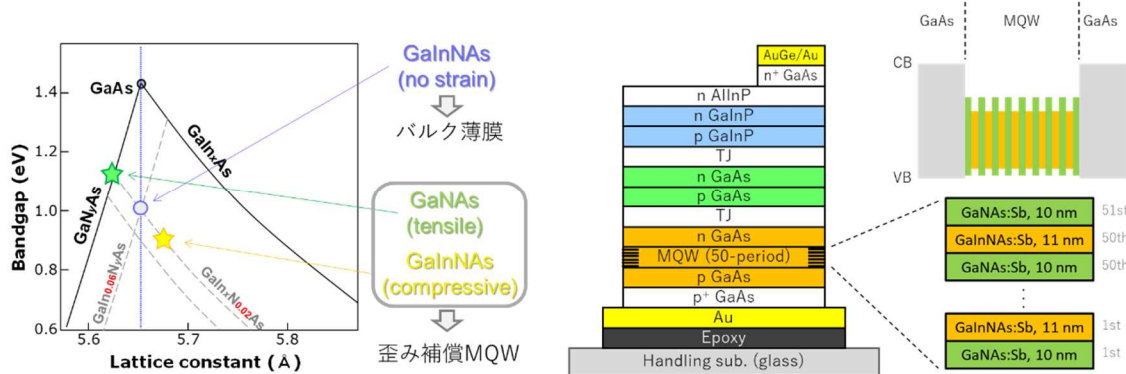 GaAs
1.4
1.2
1.0
0.8
0.6
Bandgap (eV)
5.6
5.7
5.8
Lattice constant (Å)
GaNyAs
GaInxAs
GaIn0.06NyAs
GaInxN0.02As
GaInNAs
(no strain)
バルク薄膜
GaNAs
(tensile)
GaInNAs
(compressive)
歪み補償MQW
AuGe/Au
n⁺ GaAs
n AlInP
n GaInP
p GaInP
TJ
n GaAs
p GaAs
TJ
n GaAs
MQW (50-period)
p GaAs
p⁺ GaAs
Au
Epoxy
Handling sub. (glass)
GaAs
MQW
GaAs
CB
VB
GaNAs:Sb, 10 nm 51st
GaInNAs:Sb, 11 nm 50th
GaNAs:Sb, 10 nm 50th
GaInNAs:Sb, 11 nm 1st
GaNAs:Sb, 10 nm 1st